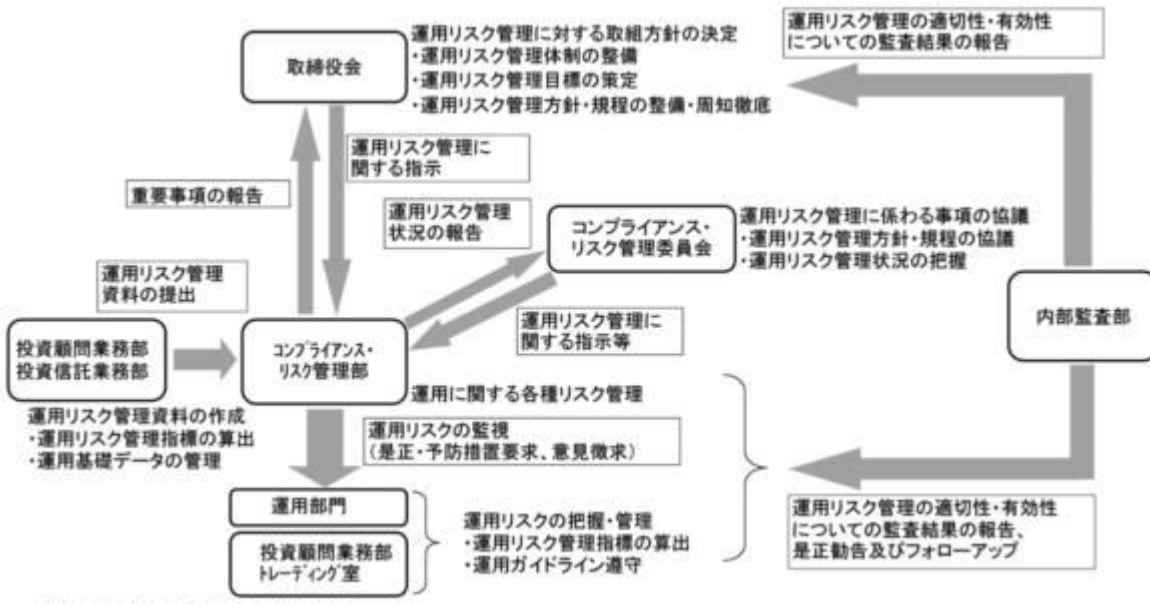 運用リスク管理に対する取組方針の決定
・運用リスク管理体制の整備
・運用リスク管理目標の策定
・運用リスク管理方針・規程の整備・周知徹底
取締役会
運用リスク管理の適切性・有効性
についての監査結果の報告
運用リスク管理に
関する指示
重要事項の報告
運用リスク管理
状況の報告
コンプライアンス・
リスク管理委員会
運用リスク管理に係わる事項の協議
・運用リスク管理方針・規程の協議
・運用リスク管理状況の把握
運用リスク管理
資料の提出
運用リスク管理に
関する指示等
内部監査部
投資顧問業務部
投資信託業務部
コンプライアンス・
リスク管理部
運用に関する各種リスク管理
運用リスク管理資料の作成
・運用リスク管理指標の算出
・運用基礎データの管理
運用リスクの監視
(是正・予防措置要求、意見徴求)
運用部門
投資顧問業務部
トレーディング室
運用リスクの把握・管理
・運用リスク管理指標の算出
・運用ガイドライン遵守
運用リスク管理の適切性・有効性
についての監査結果の報告、
是正勧告及びフォローアップ